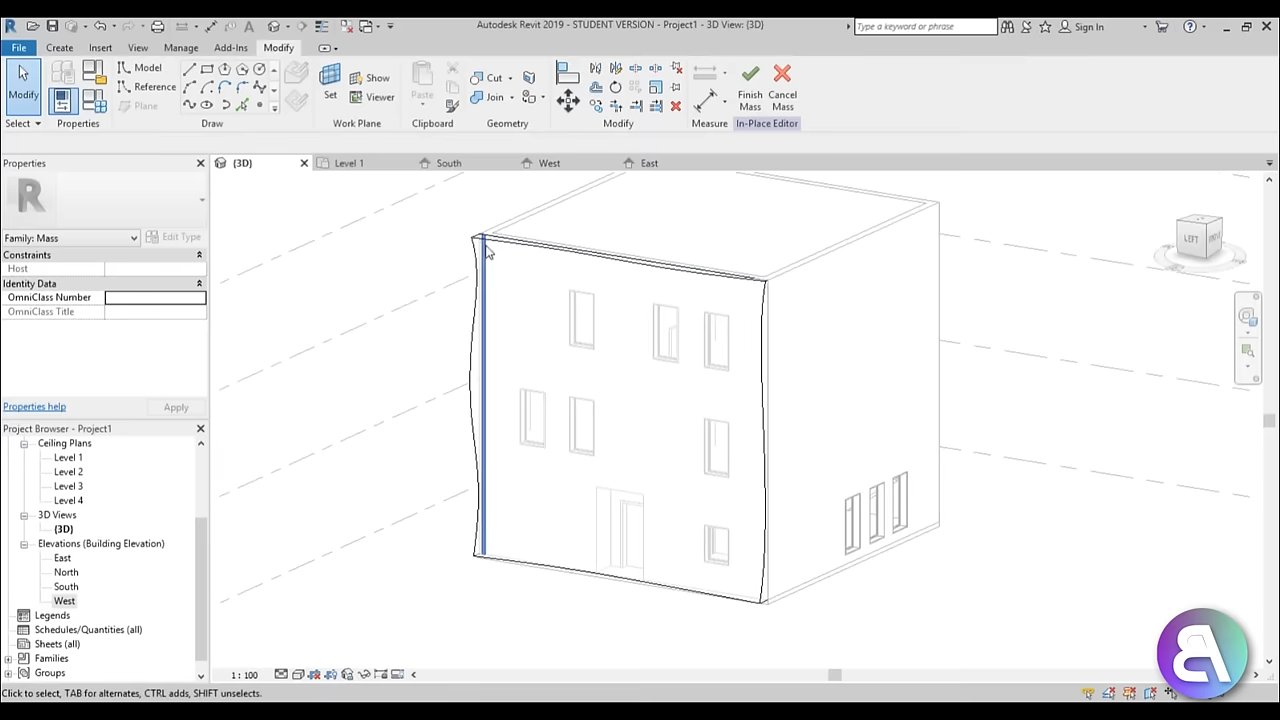 Autodesk Revit 2019 - STUDENT VERSION - Project1 - 3D View: {3D}
Type a keyword or phrase
Sign In
File Create Insert View Manage Add-Ins Modify
Modify
Model
Reference
Plane
Set
Show
Viewer
Paste
Cut
Join
Finish Mass
Cancel Mass
Select Properties Draw Work Plane Clipboard Geometry Modify Measure In-Place Editor
Properties
{3D} Level 1 South West East
Family: Mass Edit Type
Constraints
Host
Identity Data
OmniClass Number
OmniClass Title
Properties help Apply
Project Browser - Project1
Ceiling Plans
Level 1
Level 2
Level 3
Level 4
3D Views
{3D}
Elevations (Building Elevation)
East
North
South
West
Legends
Schedules/Quantities (all)
Sheets (all)
Families
Groups
LEFT
1 : 100
Click to select, TAB for alternates, CTRL adds, SHIFT unselects.